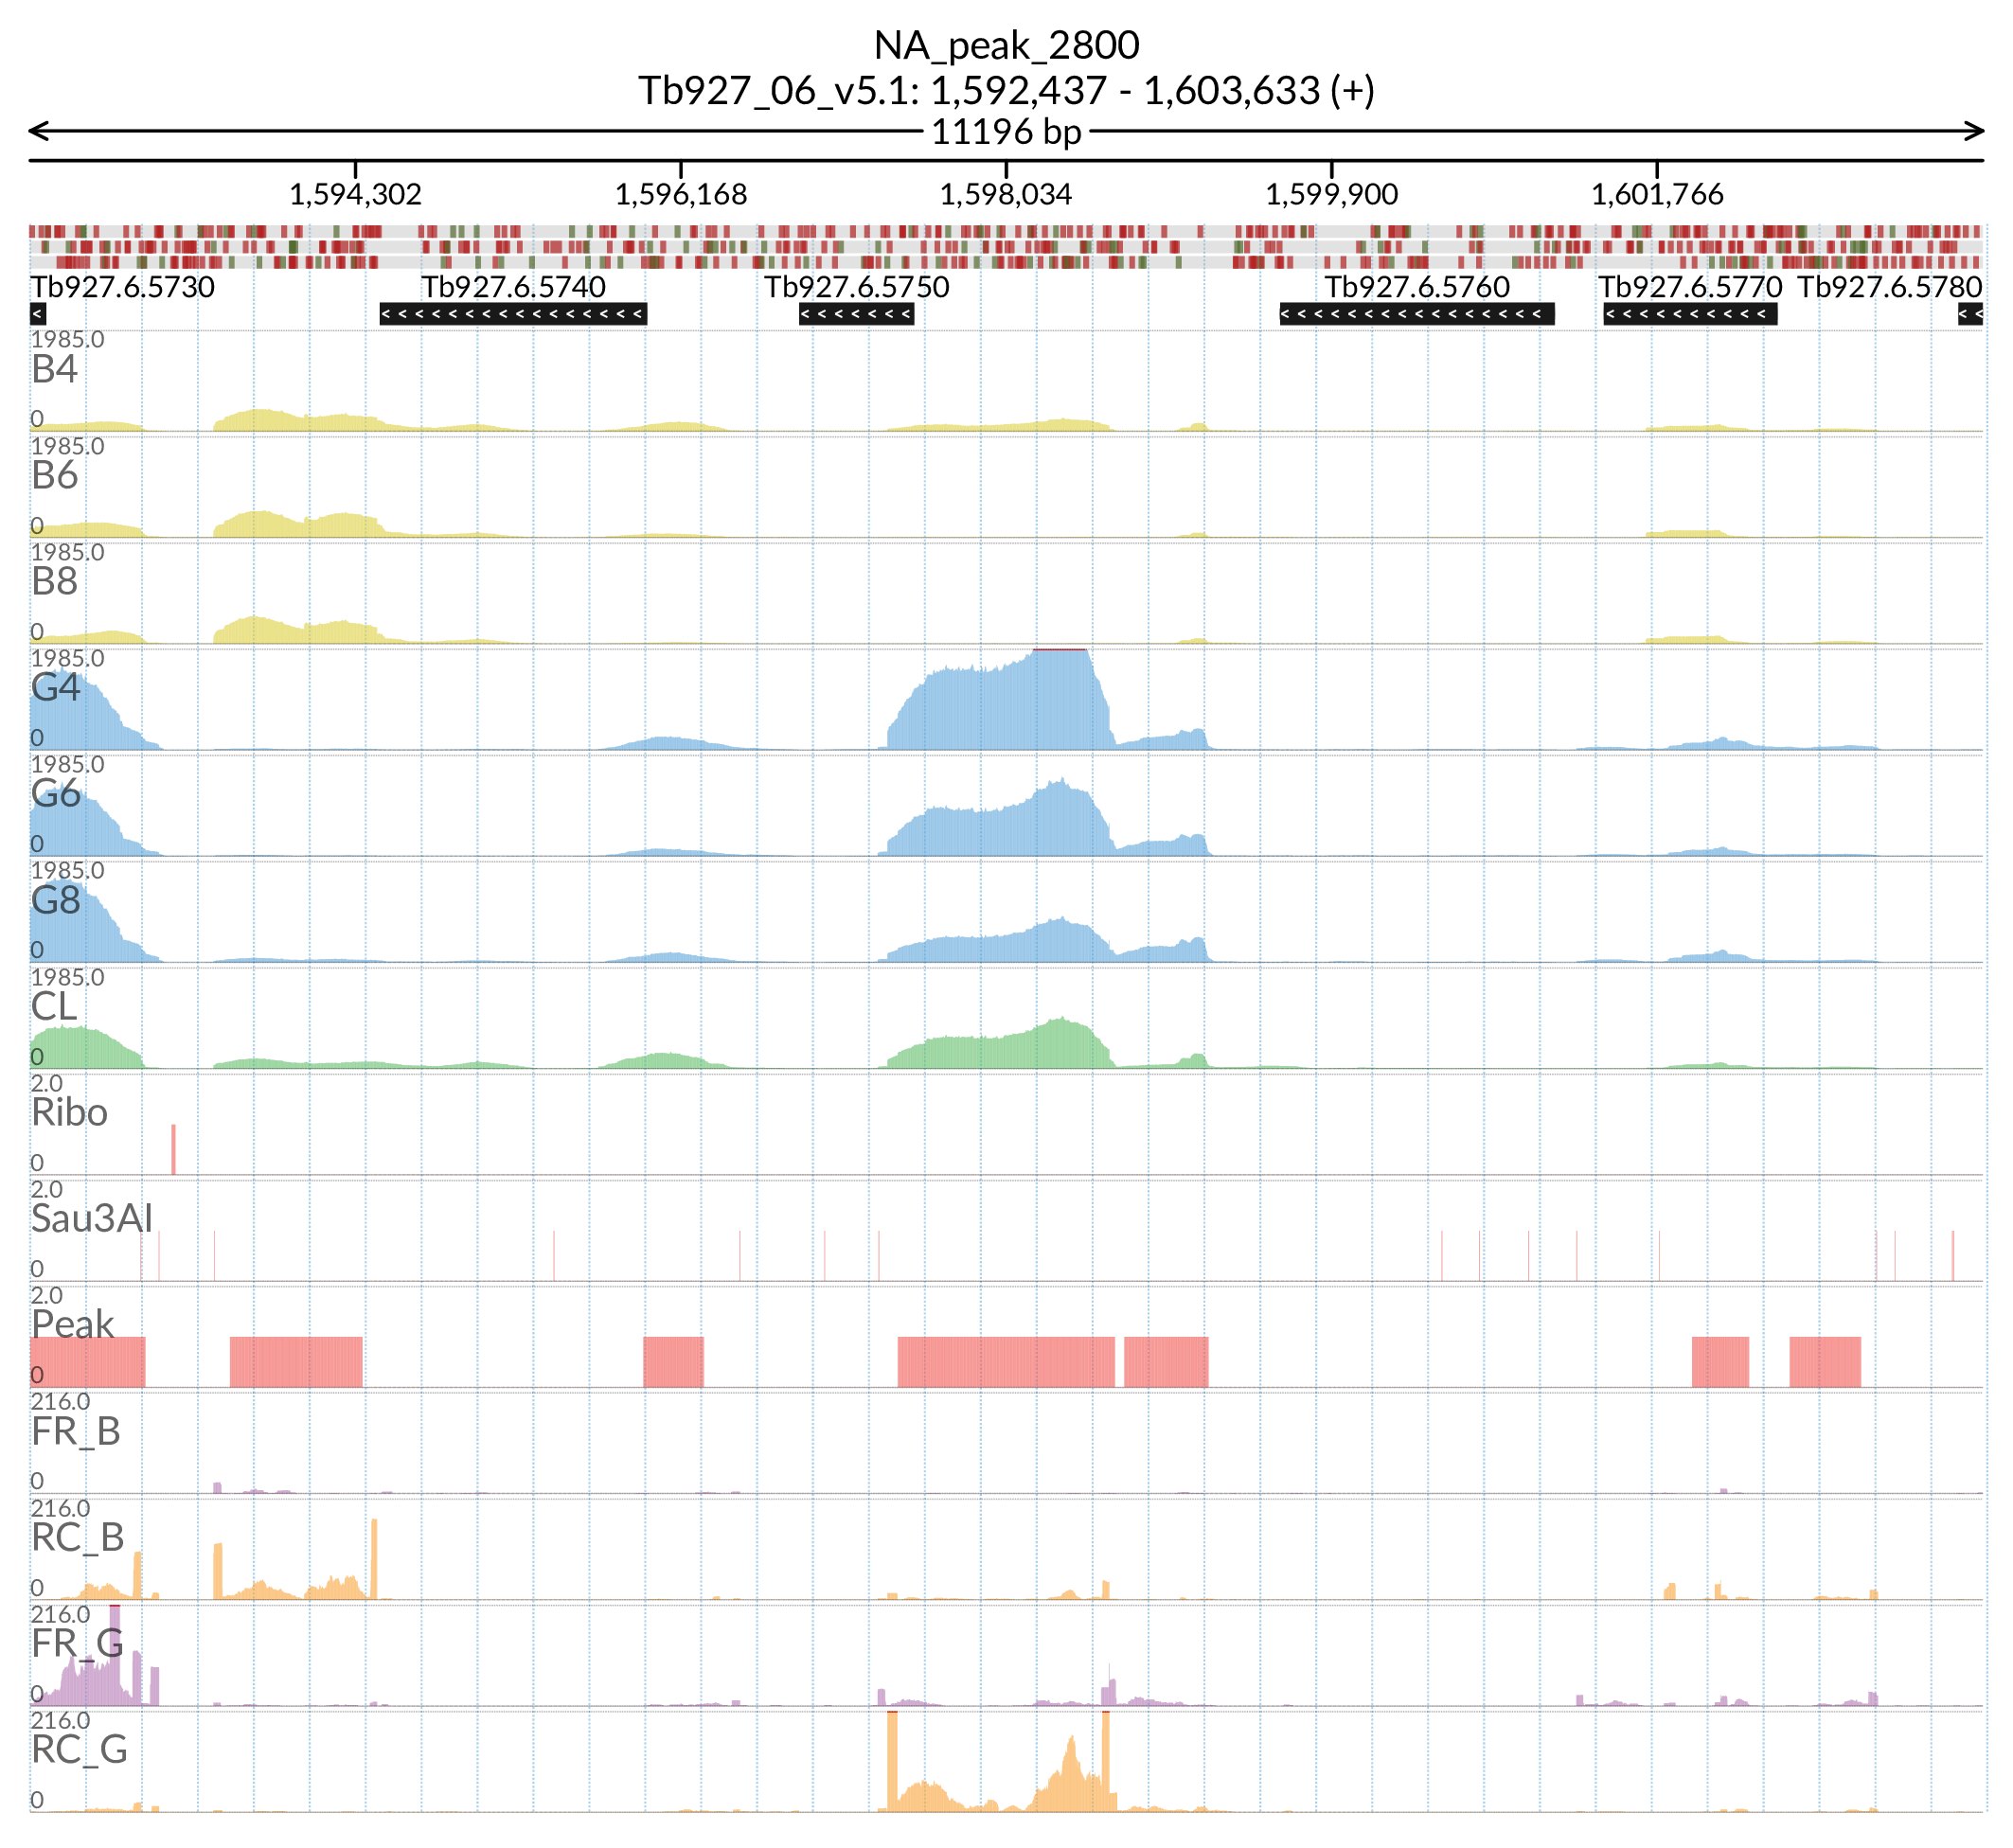 NA_peak_2800
Tb927_06_v5.1: 1,592,437 - 1,603,633 (+)
11196 bp
1,594,302 1,596,168 1,598,034 1,599,900 1,601,766
Tb927.6.5730 Tb927.6.5740 Tb927.6.5750 Tb927.6.5760 Tb927.6.5770 Tb927.6.5780
1985.0
B4
0
1985.0
B6
0
1985.0
B8
0
1985.0
G4
0
1985.0
G6
0
1985.0
G8
0
1985.0
CL
0
2.0
Ribo
0
2.0
Sau3AI
0
2.0
Peak
0
216.0
FR_B
0
216.0
RC_B
0
216.0
FR_G
0
216.0
RC_G
0